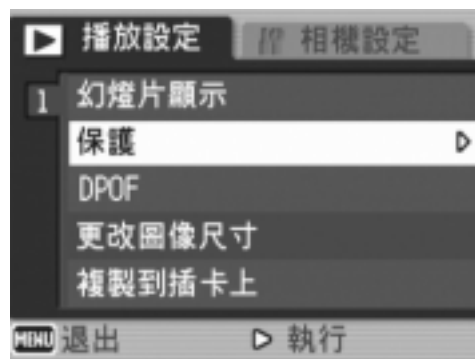 播放設定 相機設定
1 幻燈片顯示
保護
DPOF
更改圖像尺寸
複製到插卡上
MENU 退出 執行